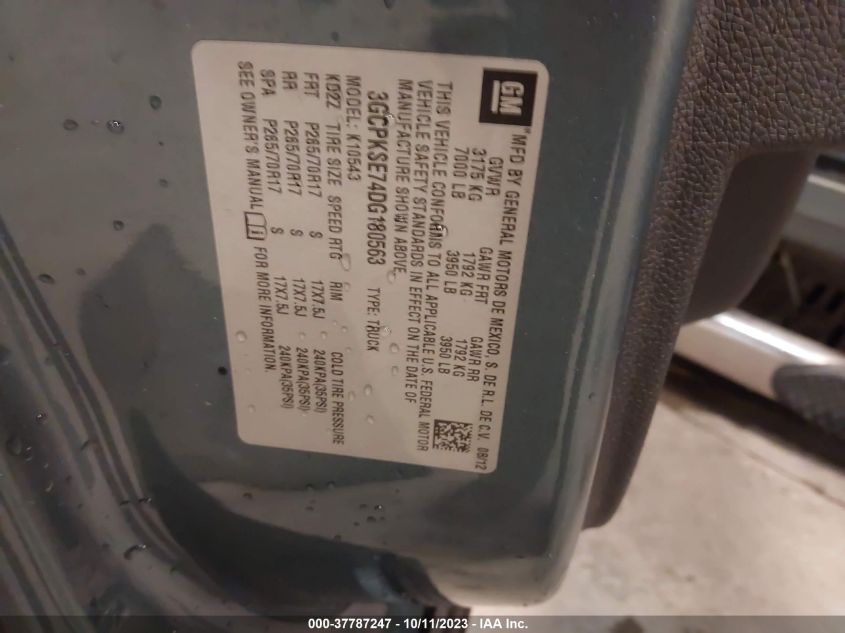 GM
MFD BY GENERAL MOTORS DE MEXICO, S. DE R.L. DE C.V. 08/12
GVWR GAWR FRT GAWR RR
3175 KG 1792 KG 1792 KG
7000 LB 3950 LB 3950 LB
THIS VEHICLE CONFORMS TO ALL APPLICABLE U.S. FEDERAL MOTOR
VEHICLE SAFETY STANDARDS IN EFFECT ON THE DATE OF
MANUFACTURE SHOWN ABOVE.
3GCPKSE74DG180563 TYPE: TRUCK
MODEL: K10543
KD2Z TIRE SIZE SPEED RTG RIM COLD TIRE PRESSURE
FRT P265/70R17 S 17X7.5J 240KPA(35PSI)
RR P265/70R17 S 17X7.5J 240KPA(35PSI)
SPA P265/70R17 S 17X7.5J 240KPA(35PSI)
SEE OWNER'S MANUAL FOR MORE INFORMATION.
000-37787247 - 10/11/2023 - IAA Inc.